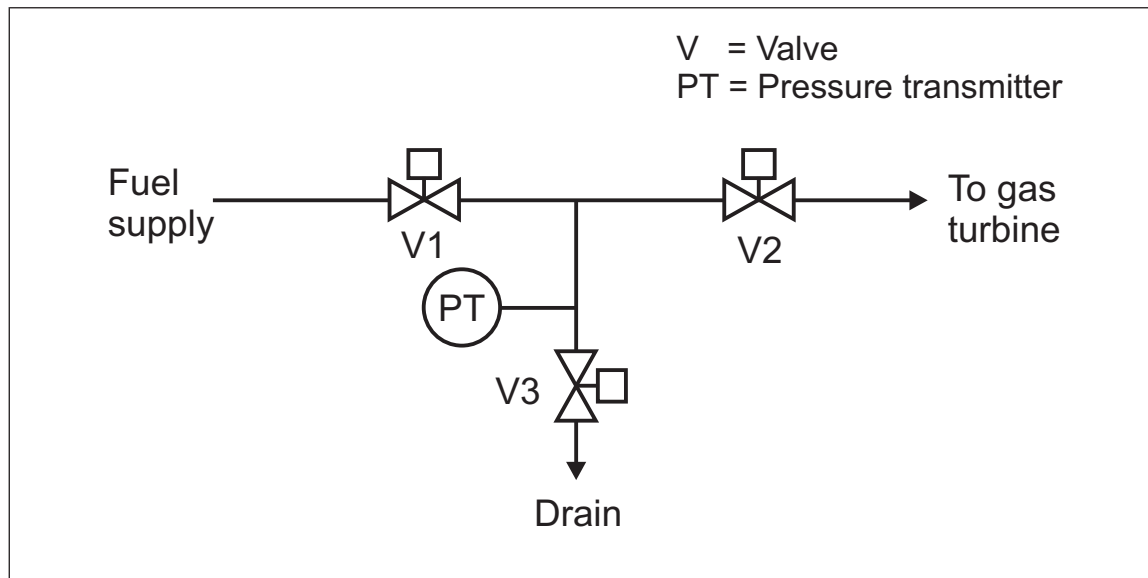 V = Valve
PT = Pressure transmitter
Fuel
supply
V1
V2
To gas
turbine
PT
V3
Drain